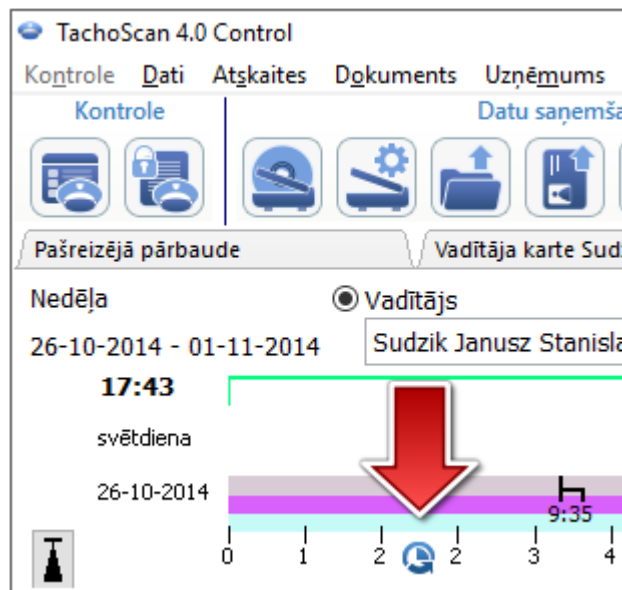 TachoScan 4.0 Control
Kontrole Dati Atskaites Dokuments Uzņēmums
Kontrole Datu saņemša
Pašreizējā pārbaude Vadītāja karte Sudz
Nedēļa Vadītājs
26-10-2014 - 01-11-2014 Sudzik Janusz Stanisła
17:43
svētdiena
26-10-2014
9:35
0 1 2 2 3 4